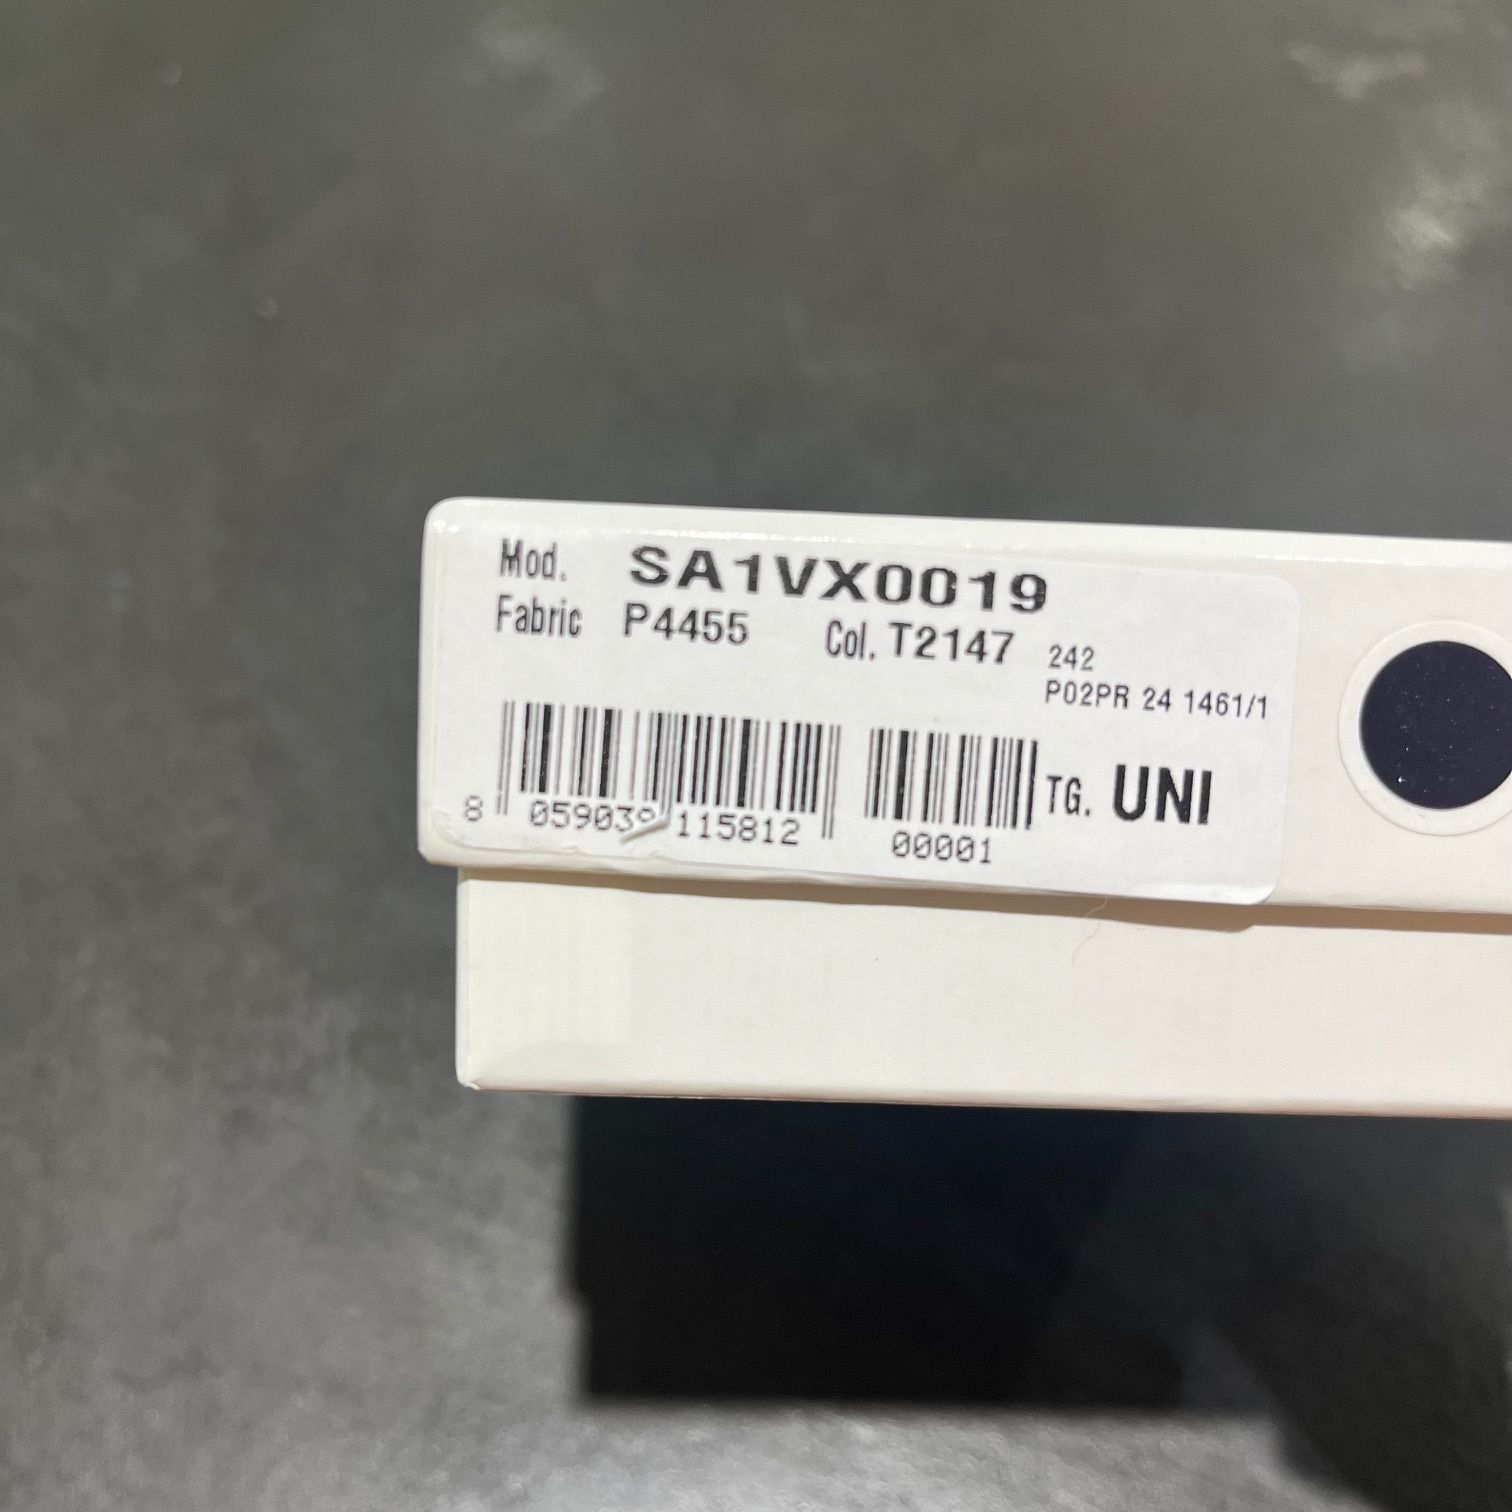 Mod. SA1VX0019
Fabric P4455 Col. T2147 242
P02PR 24 1461/1
TG. UNI
8 059039 115812 00001